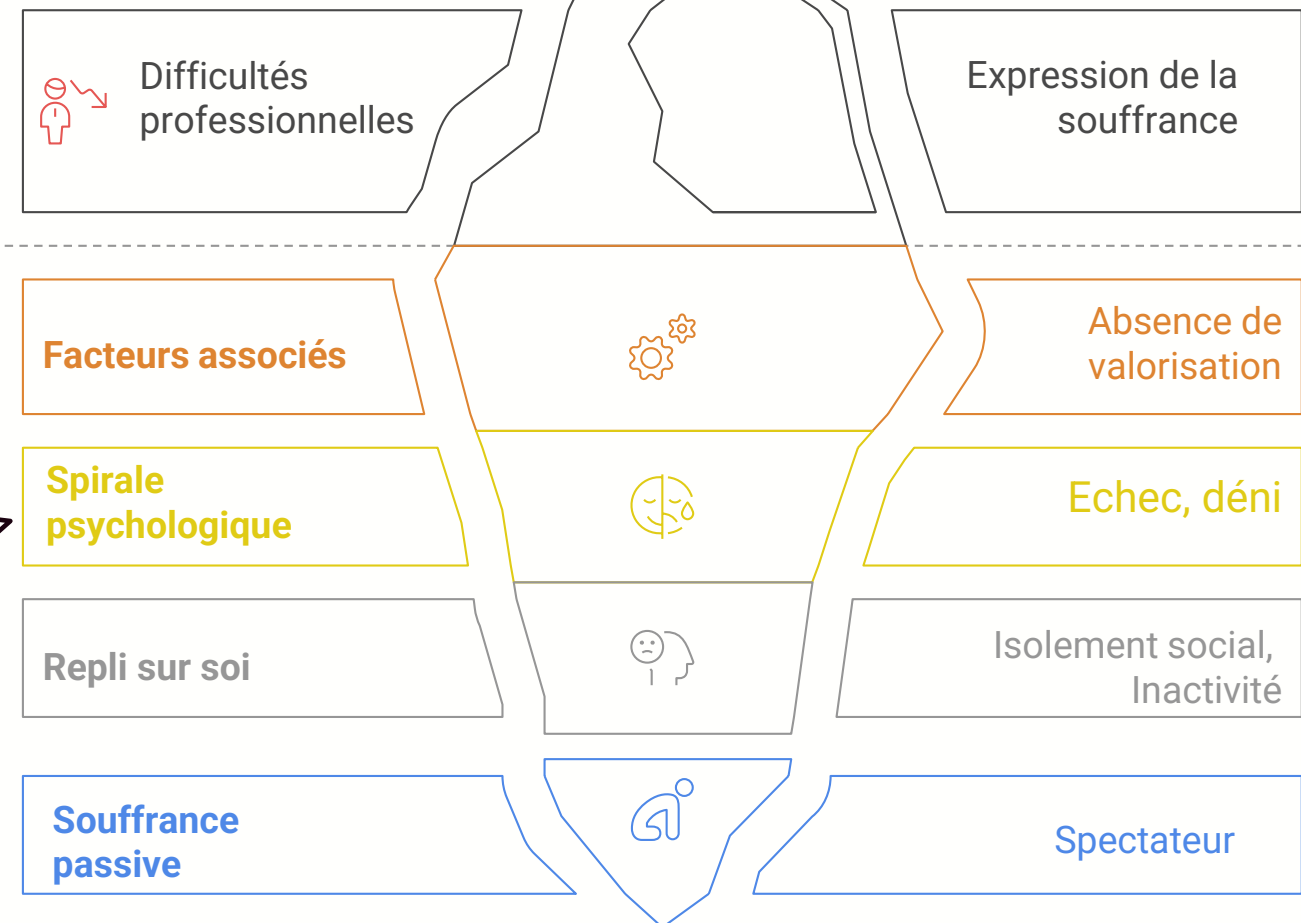 Difficultés
professionnelles
Expression de la
souffrance
Facteurs associés
Absence de
valorisation
Spirale
psychologique
Echec, déni
Repli sur soi
Isolement social,
Inactivité
Souffrance
passive
Spectateur